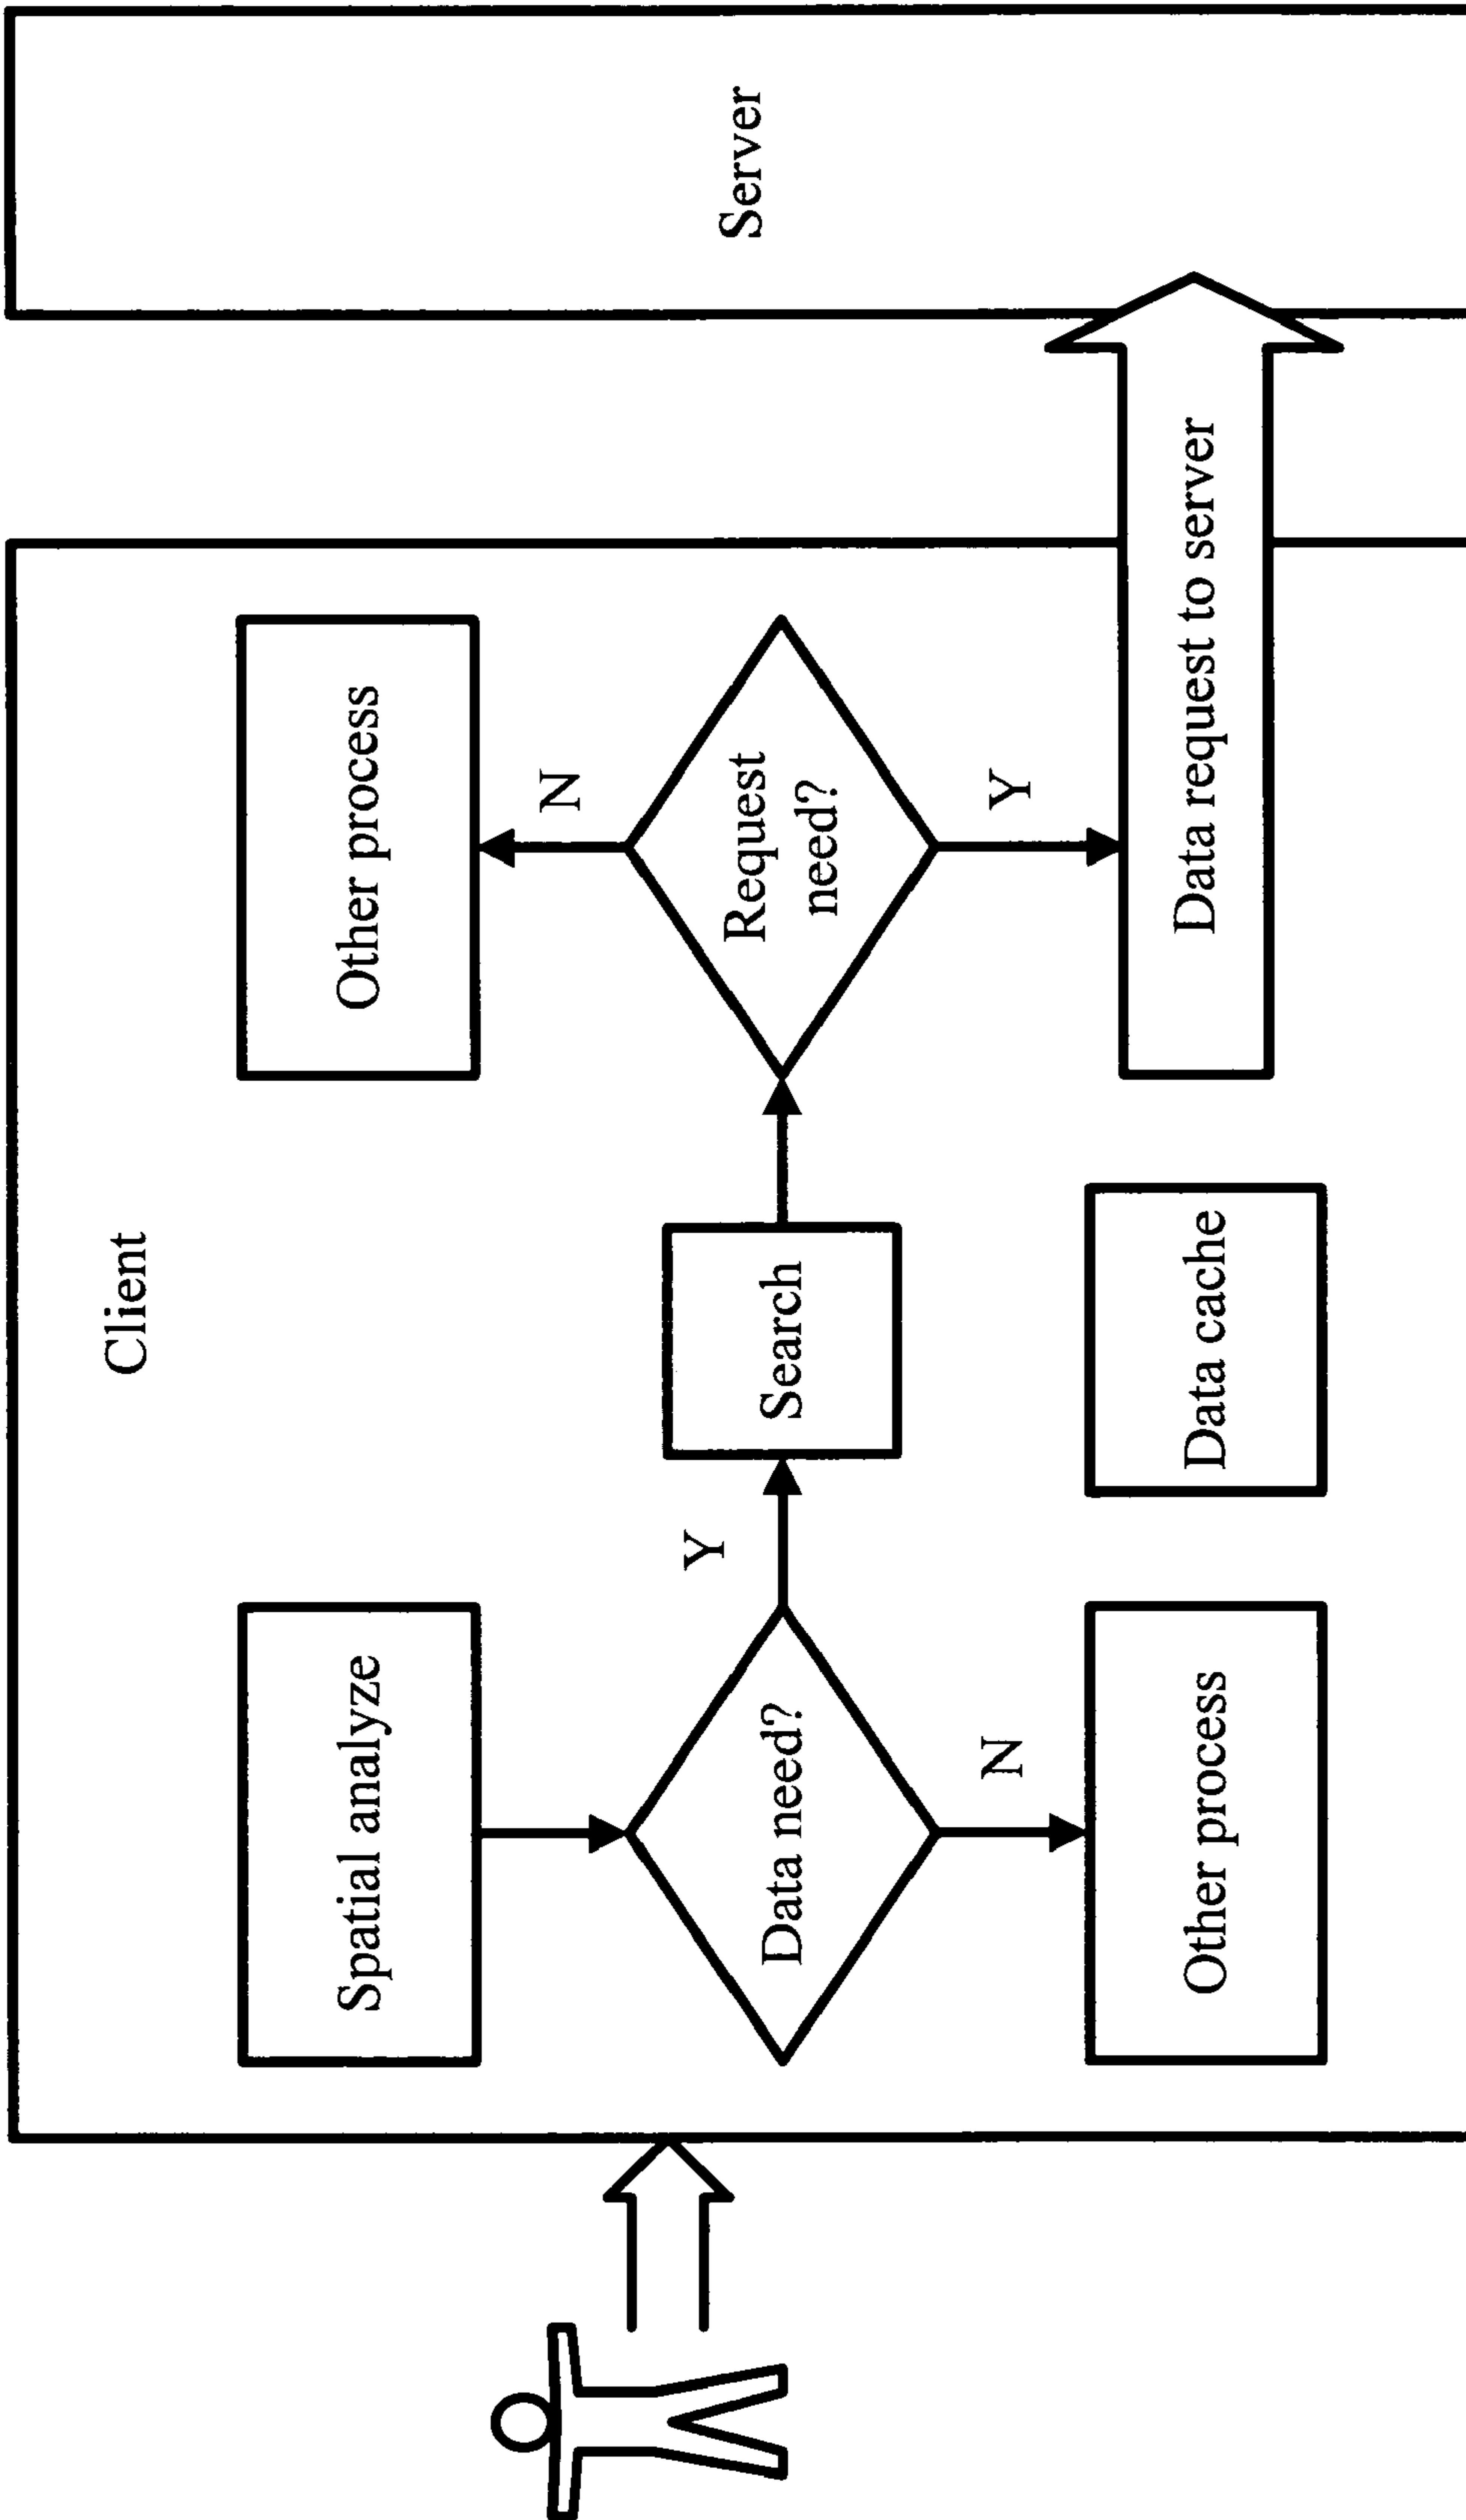 Client
Spatial analyze
Other process
N
Y
Data need?
Search
Request
need?
Server
N
Y
Other process
Data cache
Data request to server